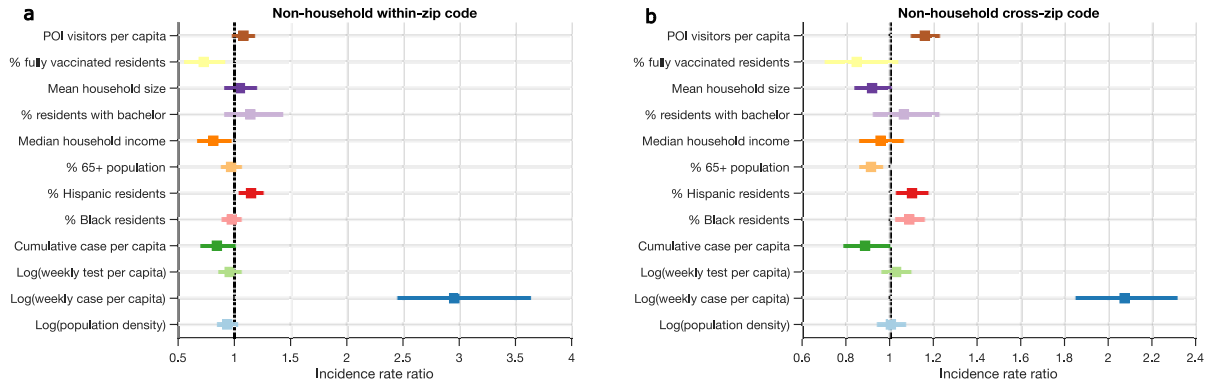 a
Non-household within-zip code
POI visitors per capita
% fully vaccinated residents
Mean household size
% residents with bachelor
Median household income
% 65+ population
% Hispanic residents
% Black residents
Cumulative case per capita
Log(weekly test per capita)
Log(weekly case per capita)
Log(population density)
0.5 1 1.5 2 2.5 3 3.5 4
Incidence rate ratio
b
Non-household cross-zip code
POI visitors per capita
% fully vaccinated residents
Mean household size
% residents with bachelor
Median household income
% 65+ population
% Hispanic residents
% Black residents
Cumulative case per capita
Log(weekly test per capita)
Log(weekly case per capita)
Log(population density)
0.6 0.8 1 1.2 1.4 1.6 1.8 2 2.2 2.4
Incidence rate ratio